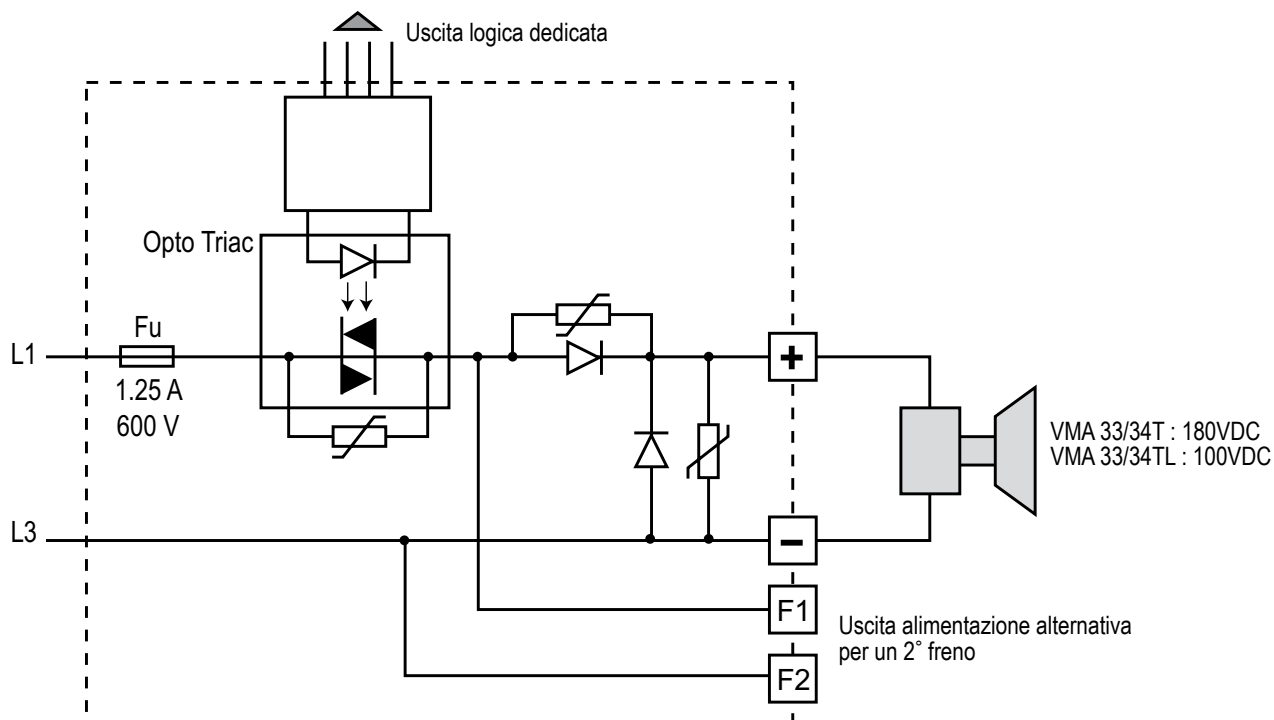 Uscita logica dedicata
Opto Triac
Fu
L1
1.25 A
600 V
+
VMA 33/34T : 180VDC
VMA 33/34TL : 100VDC
L3
−
F1
Uscita alimentazione alternativa
per un 2° freno
F2